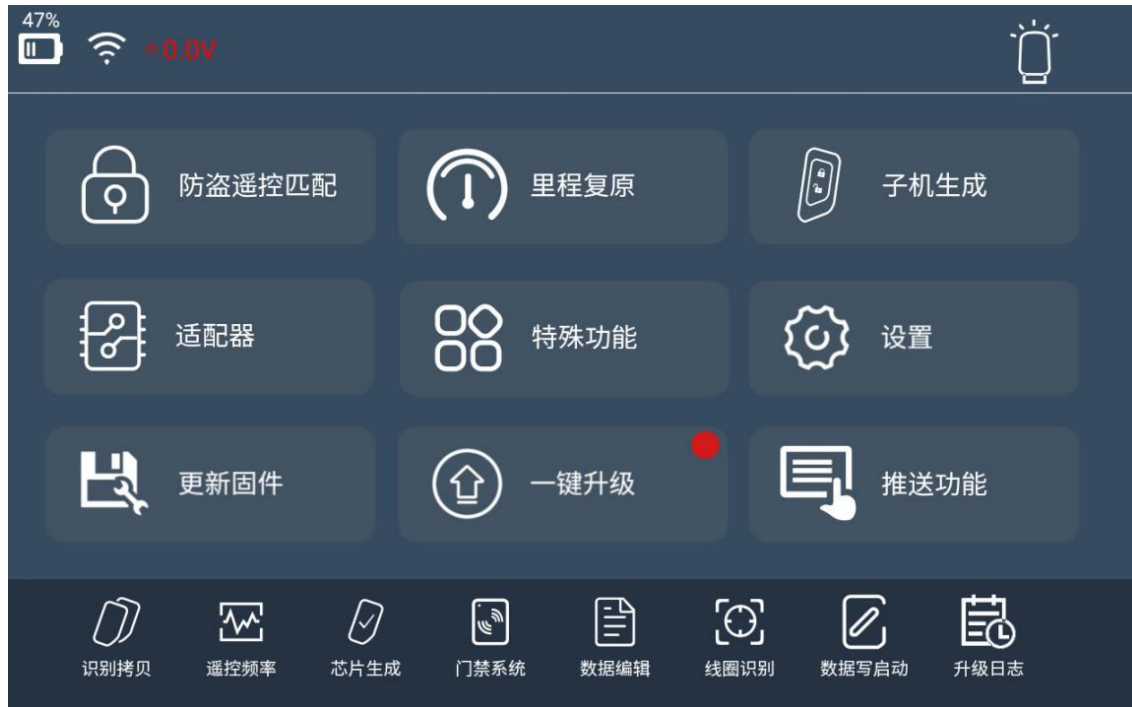 47%
0.0V
防盗遥控匹配
里程复原
子机生成
适配器
特殊功能
设置
更新固件
一键升级
推送功能
识别拷贝
遥控频率
芯片生成
门禁系统
数据编辑
线圈识别
数据写启动
升级日志